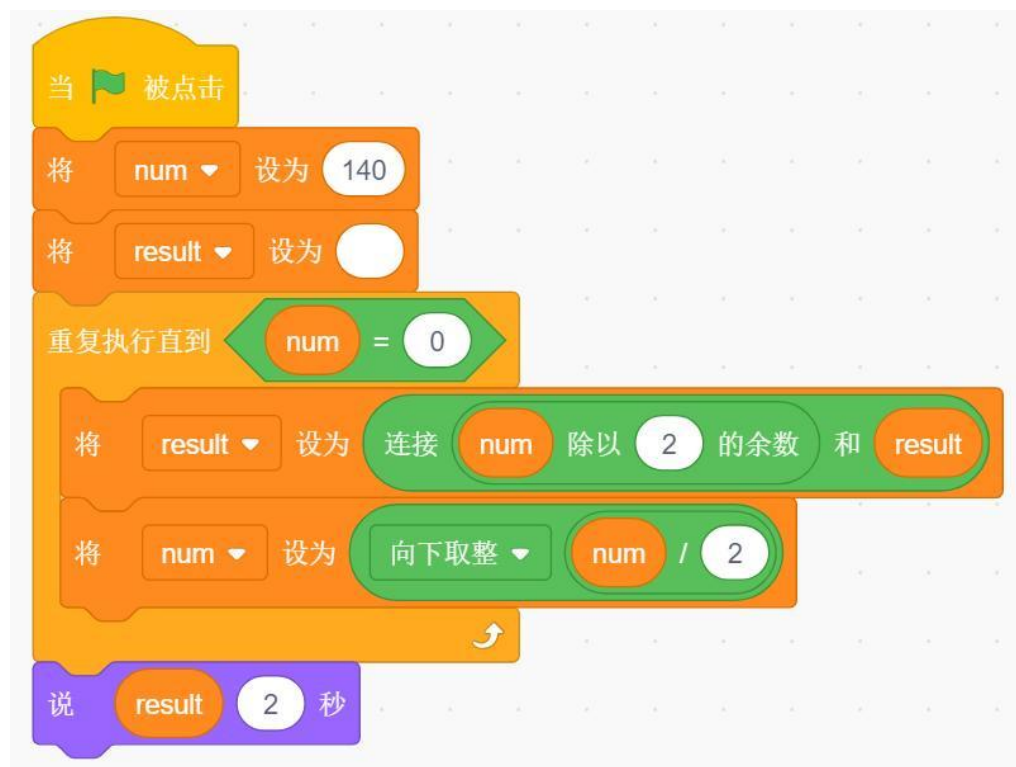 当 被点击
将 num 设为 140
将 result 设为
重复执行直到 num = 0
将 result 设为 连接 num 除以 2 的余数 和 result
将 num 设为 向下取整 num / 2
说 result 2 秒